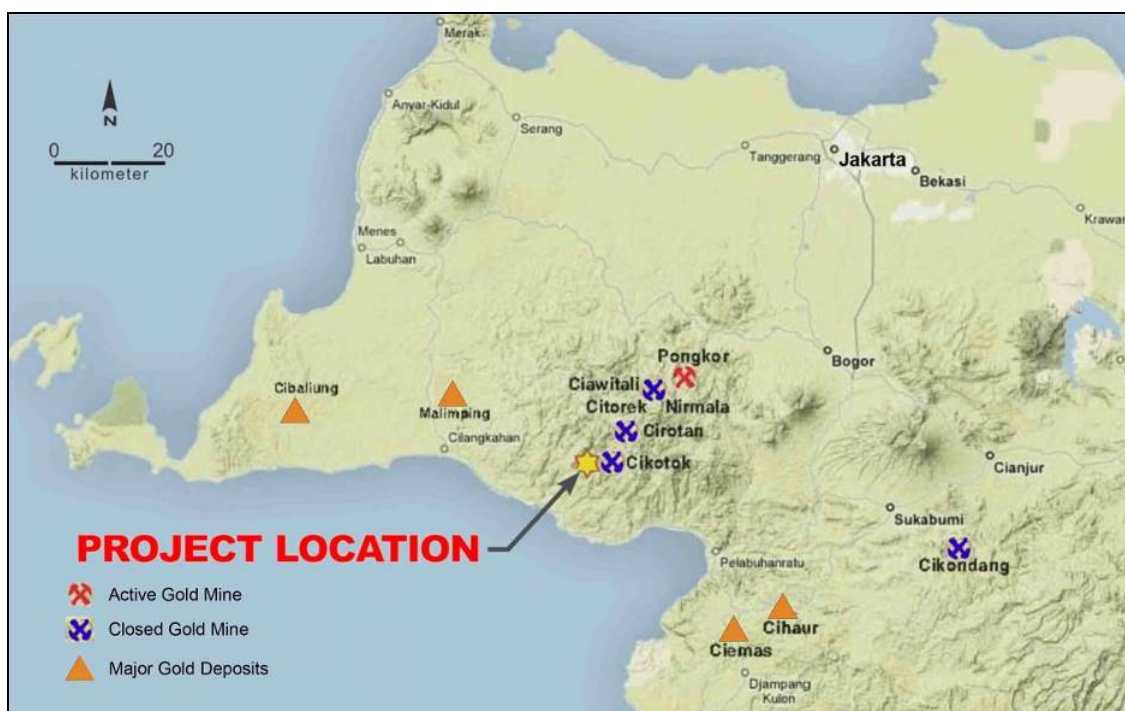 Merak
Anyar-Kidul
Serang
N
0 20
kilometer
Tanggerang
Jakarta
Bekasi
Krawan
Menes
Labuhan
Pongkor
Bogor
Ciawitali
Citorek Nirmala
Cibaliung
Malimping
Cirotan
Cilangkahan
Cikotok
Cianjur
Sukabumi
PROJECT LOCATION
Cikondang
Pelabuhanratu
Active Gold Mine
Closed Gold Mine
Cihaur
Ciemas
Major Gold Deposits
Djampang
Kulon